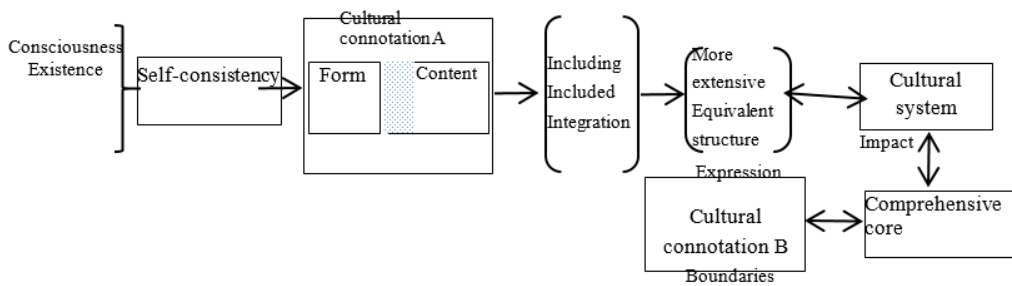 Consciousness
Existence
Self-consistency
Cultural
connotation A
Form
Content
Including
Included
Integration
More
extensive
Equivalent
structure
Cultural
system
Impact
Expression
Cultural
connotation B
Boundaries
Comprehensive
core